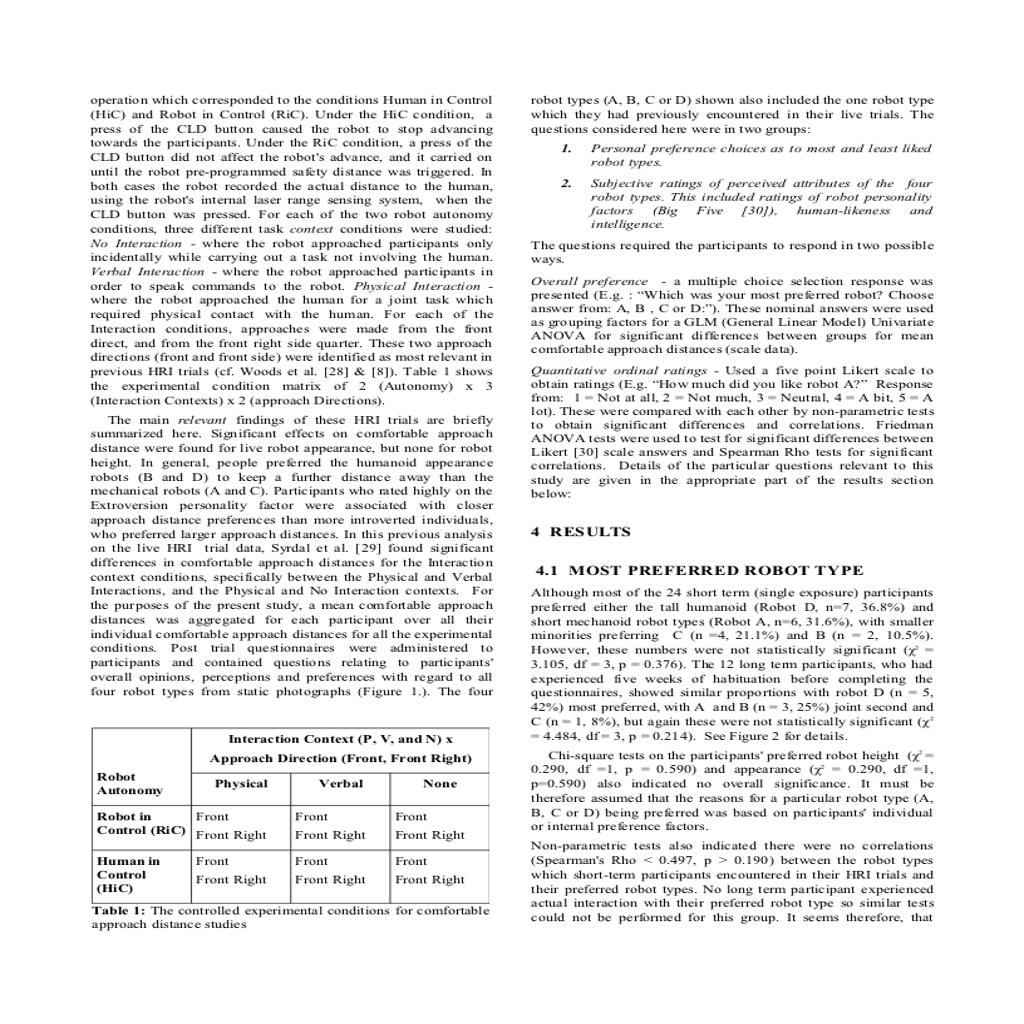 operation which corresponded to the conditions Human in Control
(HiC) and Robot in Control (RiC). Under the HiC condition, a
press of the CLD button caused the robot to stop advancing
towards the participants. Under the RiC condition, a press of the
CLD button did not affect the robot's advance, and it carried on
until the robot pre-programmed safety distance was triggered. In
both cases the robot recorded the actual distance to the human,
using the robot's internal laser range sensing system, when the
CLD button was pressed. For each of the two robot autonomy
conditions, three different task context conditions were studied:
No Interaction - where the robot approached participants only
incidentally while carrying out a task not involving the human.
Verbal Interaction - where the robot approached participants in
order to speak commands to the robot. Physical Interaction -
where the robot approached the human for a joint task which
required physical contact with the human. For each of the
Interaction conditions, approaches were made from the front
direct, and from the front right side quarter. These two approach
directions (front and front side) were identified as most relevant in
previous HRI trials (cf. Woods et al. [28] & [8]). Table 1 shows
the experimental condition matrix of 2 (Autonomy) x 3
(Interaction Contexts) x 2 (approach Directions).
The main relevant findings of these HRI trials are briefly
summarized here. Significant effects on comfortable approach
distance were found for live robot appearance, but none for robot
height. In general, people preferred the humanoid appearance
robots (B and D) to keep a further distance away than the
mechanical robots (A and C). Participants who rated highly on the
Extroversion personality factor were associated with closer
approach distance preferences than more introverted individuals,
who preferred larger approach distances. In this previous analysis
on the live HRI trial data, Syrdal et al. [29] found significant
differences in comfortable approach distances for the Interaction
context conditions, specifically between the Physical and Verbal
Interactions, and the Physical and No Interaction contexts. For
the purposes of the present study, a mean comfortable approach
distances was aggregated for each participant over all their
individual comfortable approach distances for all the experimental
conditions. Post trial questionnaires were administered to
participants and contained questions relating to participants'
overall opinions, perceptions and preferences with regard to all
four robot types from static photographs (Figure 1.). The four
Interaction Context (P, V, and N) x
Approach Direction (Front, Front Right)
Robot
Autonomy
Physical Verbal None
Robot in
Control (RiC)
Front Front Front
Front Right Front Right Front Right
Human in
Control
(HiC)
Front Front Front
Front Right Front Right Front Right
Table 1: The controlled experimental conditions for comfortable
approach distance studies
robot types (A, B, C or D) shown also included the one robot type
which they had previously encountered in their live trials. The
questions considered here were in two groups:
1. Personal preference choices as to most and least liked
robot types.
2. Subjective ratings of perceived attributes of the four
robot types. This included ratings of robot personality
factors (Big Five [30]), human-likeness and
intelligence.
The questions required the participants to respond in two possible
ways.
Overall preference - a multiple choice selection response was
presented (E.g. : “Which was your most preferred robot? Choose
answer from: A, B , C or D:”). These nominal answers were used
as grouping factors for a GLM (General Linear Model) Univariate
ANOVA for significant differences between groups for mean
comfortable approach distances (scale data).
Quantitative ordinal ratings - Used a five point Likert scale to
obtain ratings (E.g. “How much did you like robot A?” Response
from: 1 = Not at all, 2 = Not much, 3 = Neutral, 4 = A bit, 5 = A
lot). These were compared with each other by non-parametric tests
to obtain significant differences and correlations. Friedman
ANOVA tests were used to test for significant differences between
Likert [30] scale answers and Spearman Rho tests for significant
correlations. Details of the particular questions relevant to this
study are given in the appropriate part of the results section
below:
4 RESULTS
4.1 MOST PREFERRED ROBOT TYPE
Although most of the 24 short term (single exposure) participants
preferred either the tall humanoid (Robot D, n=7, 36.8%) and
short mechanoid robot types (Robot A, n=6, 31.6%), with smaller
minorities preferring C (n =4, 21.1%) and B (n = 2, 10.5%).
However, these numbers were not statistically significant (χ² =
3.105, df = 3, p = 0.376). The 12 long term participants, who had
experienced five weeks of habituation before completing the
questionnaires, showed similar proportions with robot D (n = 5,
42%) most preferred, with A and B (n = 3, 25%) joint second and
C (n = 1, 8%), but again these were not statistically significant (χ²
= 4.484, df= 3, p = 0.214). See Figure 2 for details.
Chi-square tests on the participants' preferred robot height (χ² =
0.290, df =1, p = 0.590) and appearance (χ² = 0.290, df =1,
p=0.590) also indicated no overall significance. It must be
therefore assumed that the reasons for a particular robot type (A,
B, C or D) being preferred was based on participants' individual
or internal preference factors.
Non-parametric tests also indicated there were no correlations
(Spearman's Rho < 0.497, p > 0.190) between the robot types
which short-term participants encountered in their HRI trials and
their preferred robot types. No long term participant experienced
actual interaction with their preferred robot type so similar tests
could not be performed for this group. It seems therefore, that